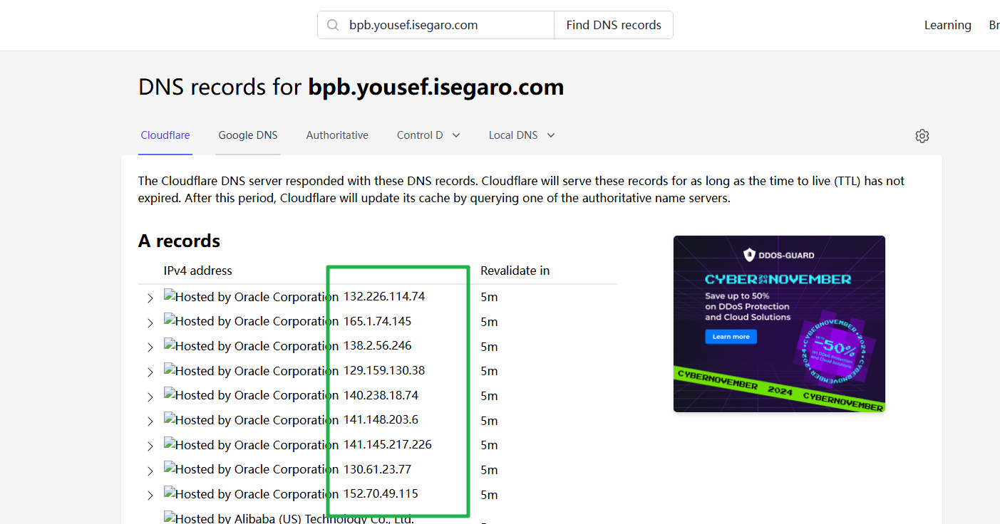 bpb.yousef.isegaro.com Find DNS records Learning Br
DNS records for bpb.yousef.isegaro.com
Cloudflare Google DNS Authoritative Control D Local DNS
The Cloudflare DNS server responded with these DNS records. Cloudflare will serve these records for as long as the time to live (TTL) has not
expired. After this period, Cloudflare will update its cache by querying one of the authoritative name servers.
A records
IPv4 address Revalidate in
Hosted by Oracle Corporation 132.226.114.74 5m
Hosted by Oracle Corporation 165.1.74.145 5m
Hosted by Oracle Corporation 138.2.56.246 5m
Hosted by Oracle Corporation 129.159.130.38 5m
Hosted by Oracle Corporation 140.238.18.74 5m
Hosted by Oracle Corporation 141.148.203.6 5m
Hosted by Oracle Corporation 141.145.217.226 5m
Hosted by Oracle Corporation 130.61.23.77 5m
Hosted by Oracle Corporation 152.70.49.115 5m
Hosted by Alibaba (US) Technology Co., Ltd.
DDOS-GUARD
CYBER 2024 NOVEMBER
Save up to 50%
on DDoS Protection
and Cloud Solutions
Learn more
CYBERNOVEMBER 2024 CYBERNOVEMBER 2024
up to
-50%
on DDoS Protection
and Cloud Solutions
CYBERNOVEMBER 2024 CYBERNOVEMBER